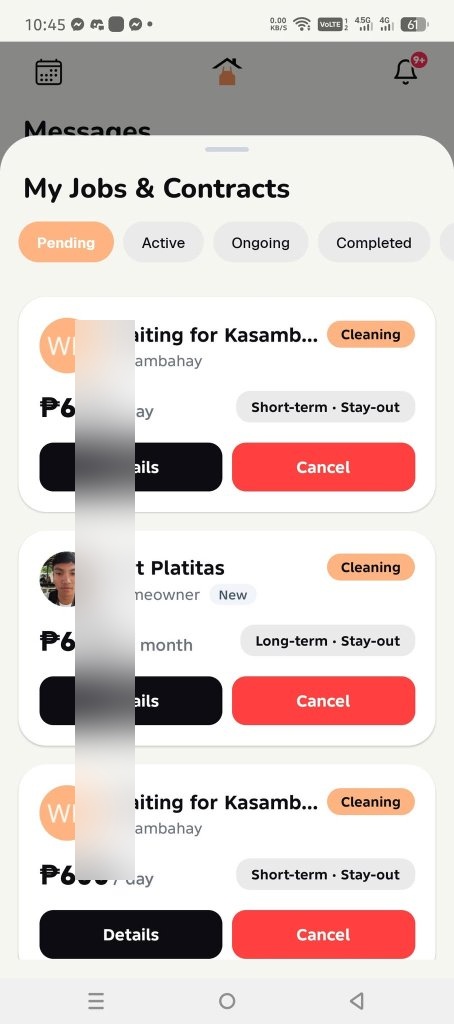 10:45
0.00 KB/S
VoLTE 1 2
4.5G
4G
61
9+
Messages
My Jobs & Contracts
Pending
Active
Ongoing
Completed
aiting for Kasamb...
Cleaning
ambahay
₱6
ay
Short-term · Stay-out
ails
Cancel
t Platitas
Cleaning
meowner
New
₱6
month
Long-term · Stay-out
ails
Cancel
aiting for Kasamb...
Cleaning
ambahay
₱6
/ day
Short-term · Stay-out
Details
Cancel